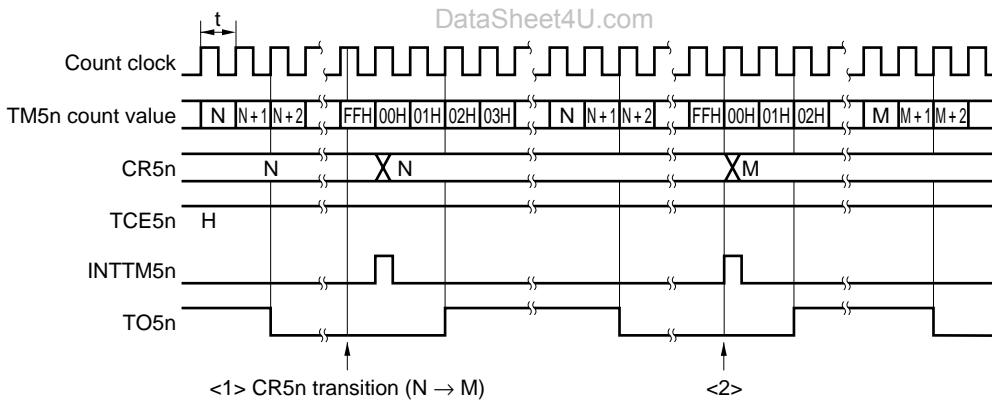 DataSheet4U.com
t
Count clock
TM5n count value N N + 1 N + 2 FFH 00H 01H 02H 03H N N + 1 N + 2 FFH 00H 01H 02H M M + 1 M + 2
CR5n N N M
TCE5n H
INTTM5n
TO5n
<1> CR5n transition (N → M) <2>